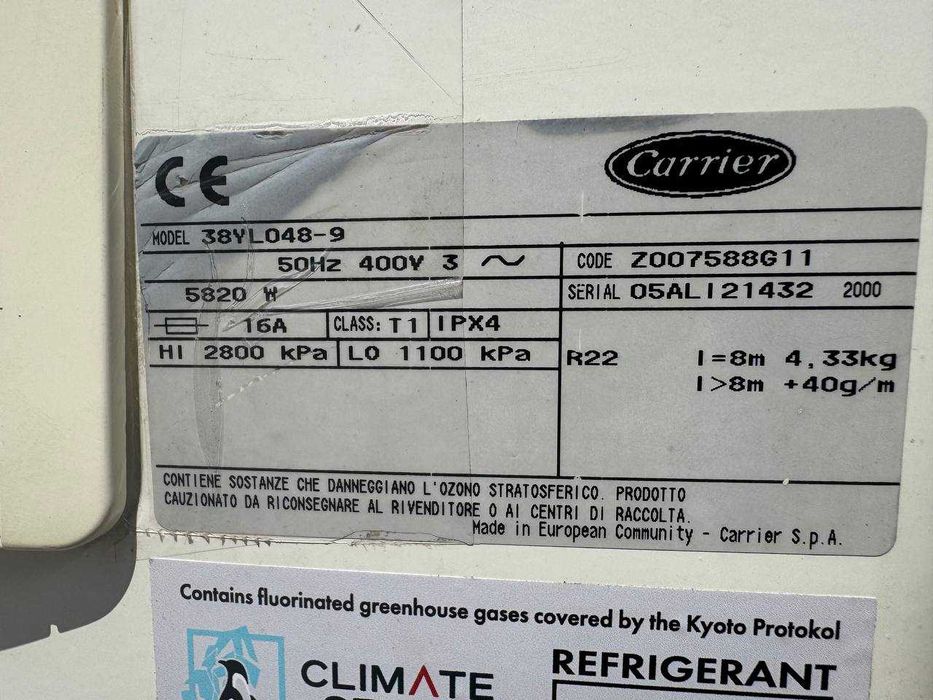 CE
Carrier
MODEL 38YL048-9
50Hz 400V 3 ~
CODE Z007588G11
5820 W
SERIAL 05AL121432 2000
16A CLASS: T1 IPX4
HI 2800 kPa LO 1100 kPa
R22 l=8m 4,33kg
l>8m +40g/m
CONTIENE SOSTANZE CHE DANNEGGIANO L'OZONO STRATOSFERICO. PRODOTTO
CAUZIONATO DA RICONSEGNARE AL RIVENDITORE O AI CENTRI DI RACCOLTA.
Made in European Community - Carrier S.p.A.
Contains fluorinated greenhouse gases covered by the Kyoto Protokol
CLIMATE
REFRIGERANT